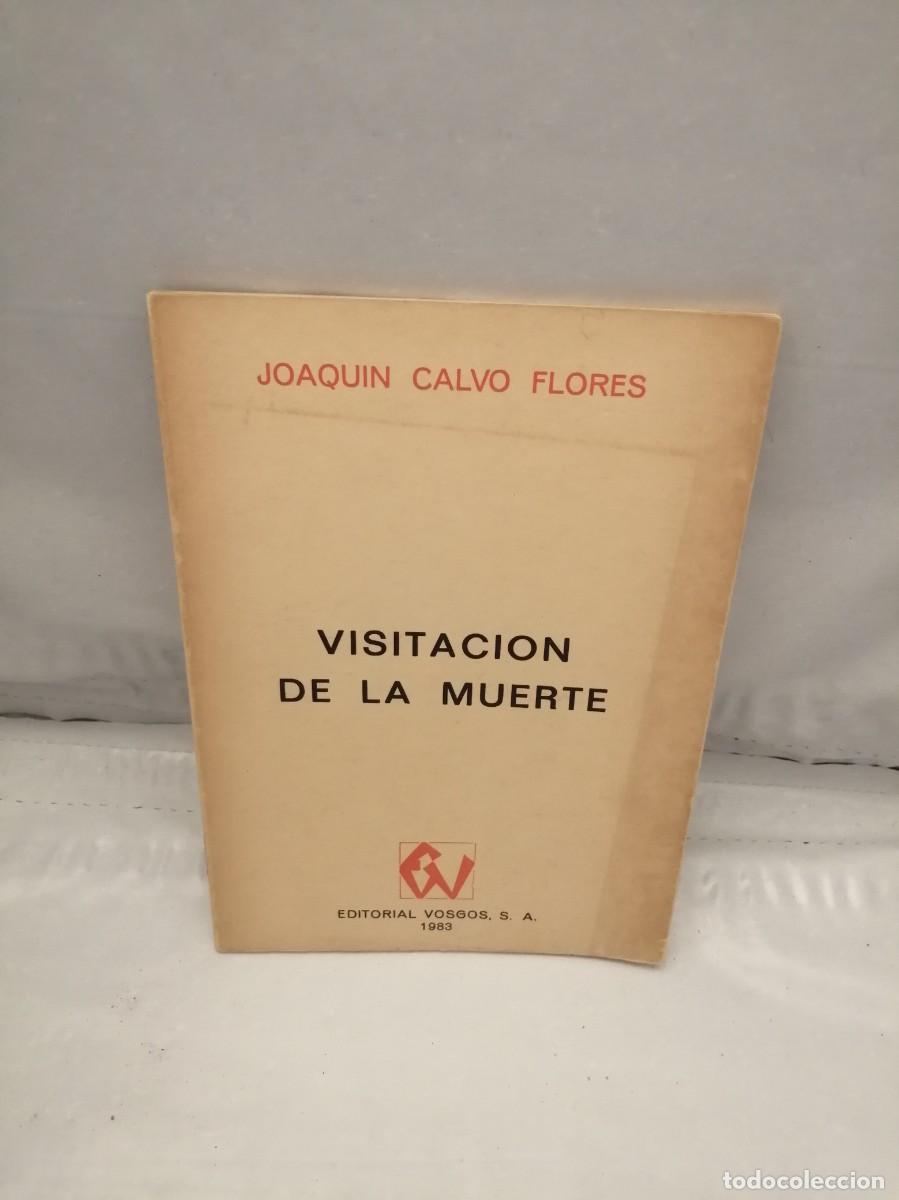 JOAQUIN CALVO FLORES
VISITACION
DE LA MUERTE
EDITORIAL VOSGOS, S. A.
1983
todocoleccion